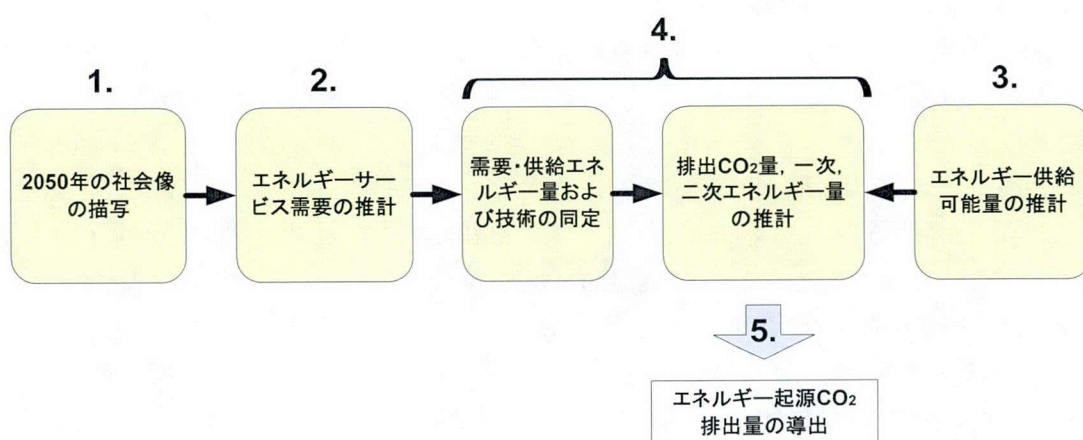 4.
1.
2.
3.
2050年の社会像
の描写
エネルギーサー
ビス需要の推計
需要・供給エネ
ルギー量およ
び技術の同定
排出CO₂量, 一次,
二次エネルギー量
の推計
エネルギー供給
可能量の推計
5.
エネルギー起源CO₂
排出量の導出